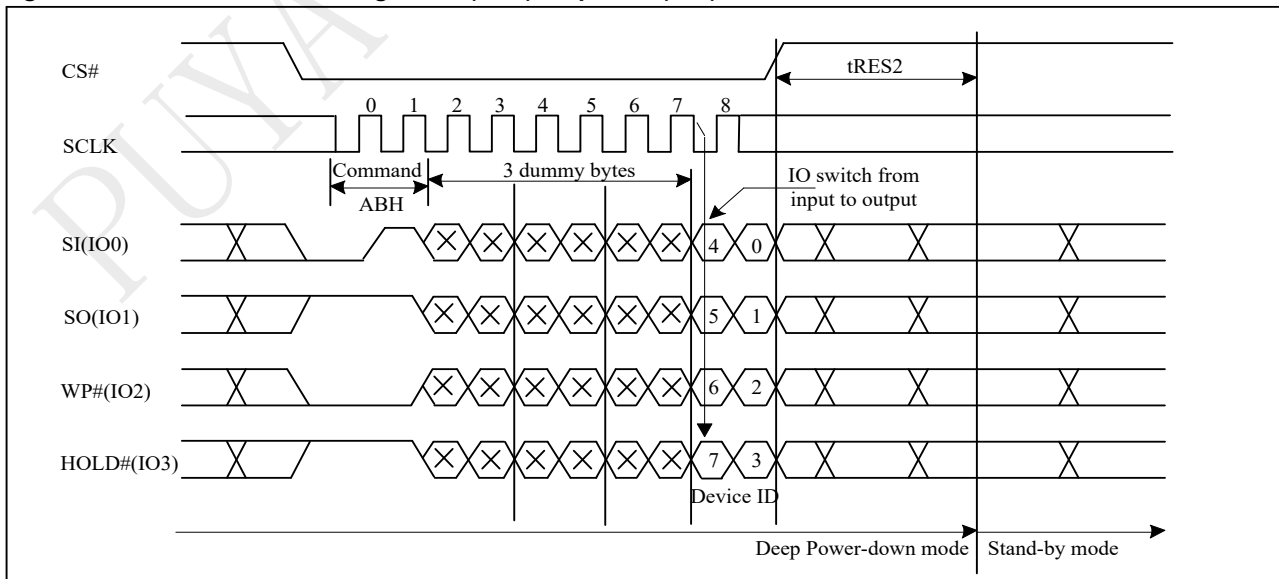 PUYA
CS#
tRES2
0 1 2 3 4 5 6 7 8
SCLK
Command
3 dummy bytes
IO switch from
input to output
ABH
SI(IO0)
4 0
SO(IO1)
5 1
WP#(IO2)
6 2
HOLD#(IO3)
7 3
Device ID
Deep Power-down mode
Stand-by mode